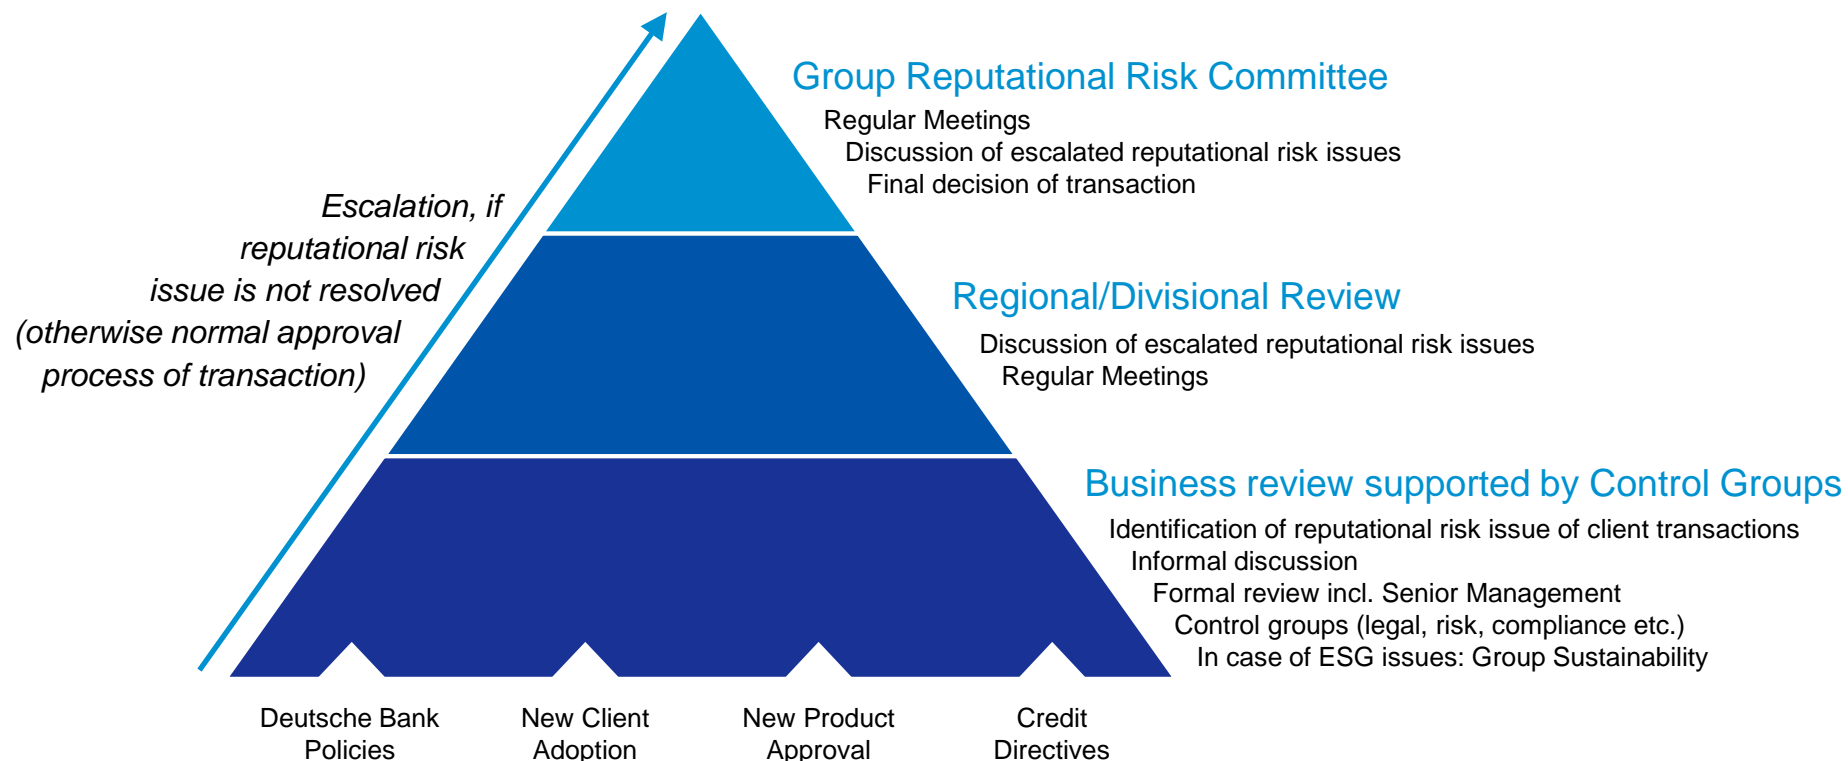 Group Reputational Risk Committee
Regular Meetings
Discussion of escalated reputational risk issues
Final decision of transaction
Escalation, if
reputational risk
issue is not resolved
(otherwise normal approval
process of transaction)
Regional/Divisional Review
Discussion of escalated reputational risk issues
Regular Meetings
Business review supported by Control Groups
Identification of reputational risk issue of client transactions
Informal discussion
Formal review incl. Senior Management
Control groups (legal, risk, compliance etc.)
In case of ESG issues: Group Sustainability
Deutsche Bank
Policies
New Client
Adoption
New Product
Approval
Credit
Directives